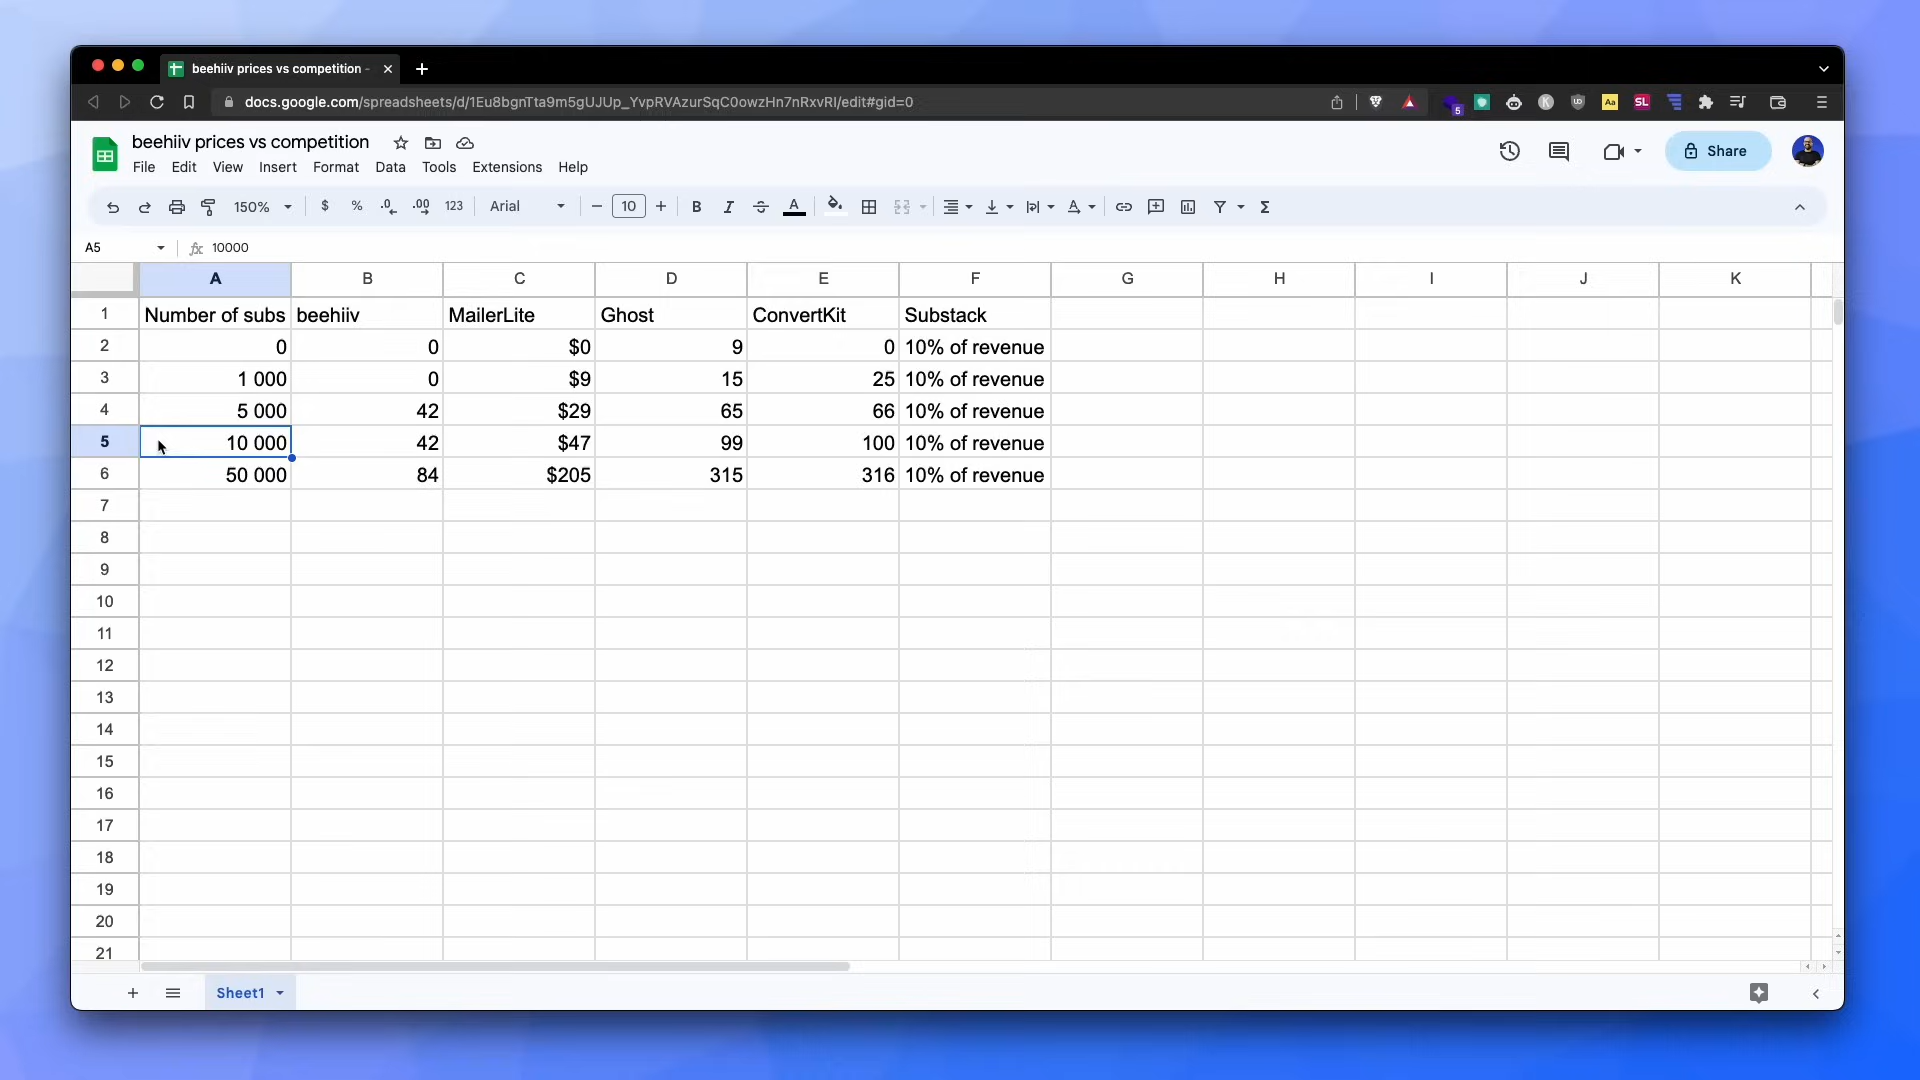 beehiiv prices vs competition -
docs.google.com/spreadsheets/d/1Eu8bgnTta9m5gUJUp_YvpRVAzurSqC0owzHn7nRxvRI/edit#gid=0
5
K
UD
Aa
SL
beehiiv prices vs competition
File Edit View Insert Format Data Tools Extensions Help
Share
150% $ % .0 .00 123 Arial 10 B I S A Σ
A5 fx 10000
A B C D E F G H I J K
1 Number of subs beehiiv MailerLite Ghost ConvertKit Substack
2 0 0 $0 9 0 10% of revenue
3 1 000 0 $9 15 25 10% of revenue
4 5 000 42 $29 65 66 10% of revenue
5 10 000 42 $47 99 100 10% of revenue
6 50 000 84 $205 315 316 10% of revenue
7
8
9
10
11
12
13
14
15
16
17
18
19
20
21
Sheet1